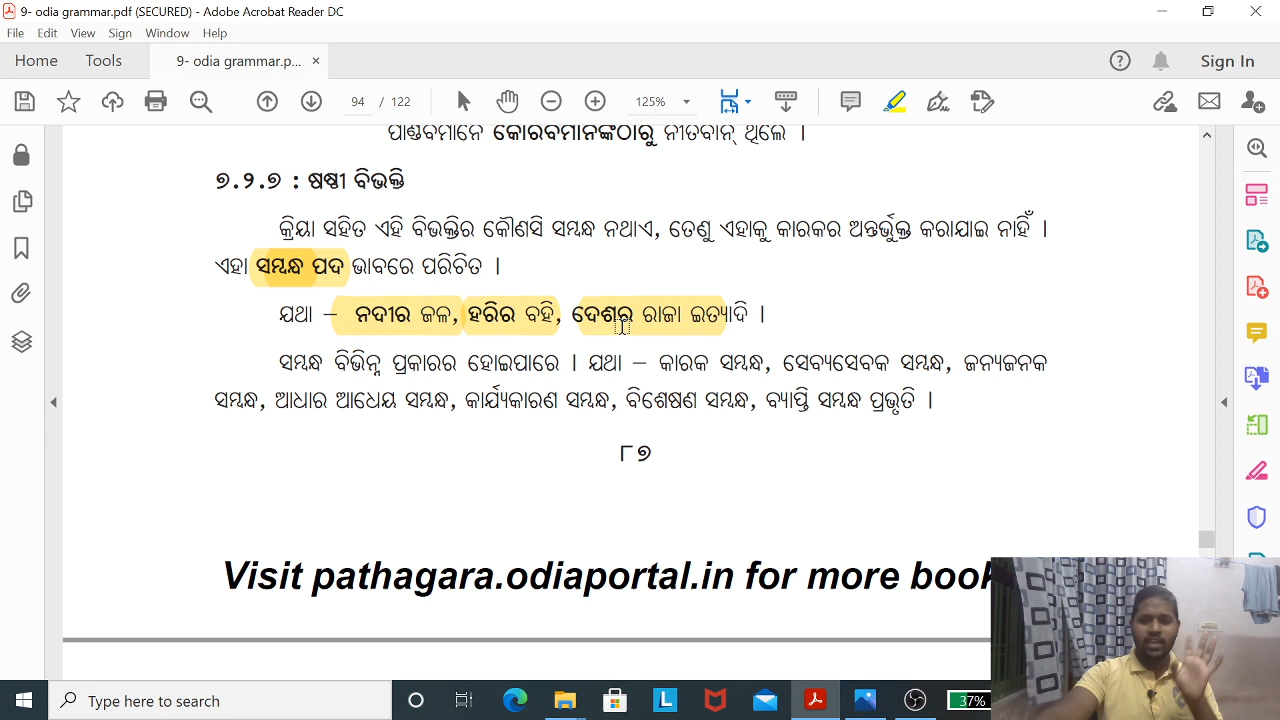 9- odia grammar.pdf (SECURED) - Adobe Acrobat Reader DC
File Edit View Sign Window Help
Home Tools 9- odia grammar.p... × Sign In
94 / 122 125%
ପାଣ୍ଡବମାନେ କୌରବମାନଙ୍କଠାରୁ ନୀତିବାନ୍ ଥିଲେ ।
୭.୨.୭ : ଷଷ୍ଠୀ ବିଭକ୍ତି
କ୍ରିୟା ସହିତ ଏହି ବିଭକ୍ତିର କୌଣସି ସମ୍ବନ୍ଧ ନଥାଏ, ତେଣୁ ଏହାକୁ କାରକର ଅନ୍ତର୍ଭୁକ୍ତ କରାଯାଇ ନାହିଁ ।
ଏହା ସମ୍ବନ୍ଧ ପଦ ଭାବରେ ପରିଚିତ ।
ଯଥା – ନଦୀର ଜଳ, ହରିର ବହି, ଦେଶର ରାଜା ଇତ୍ୟାଦି ।
ସମ୍ବନ୍ଧ ବିଭିନ୍ନ ପ୍ରକାରର ହୋଇପାରେ । ଯଥା – କାରକ ସମ୍ବନ୍ଧ, ସେବ୍ୟସେବକ ସମ୍ବନ୍ଧ, ଜନ୍ୟଜନକ
ସମ୍ବନ୍ଧ, ଆଧାର ଆଧେୟ ସମ୍ବନ୍ଧ, କାର୍ଯ୍ୟକାରଣ ସମ୍ବନ୍ଧ, ବିଶେଷଣ ସମ୍ବନ୍ଧ, ବ୍ୟାପ୍ତି ସମ୍ବନ୍ଧ ପ୍ରଭୃତି ।
୮୭
Visit pathagara.odiaportal.in for more book
Type here to search 37%